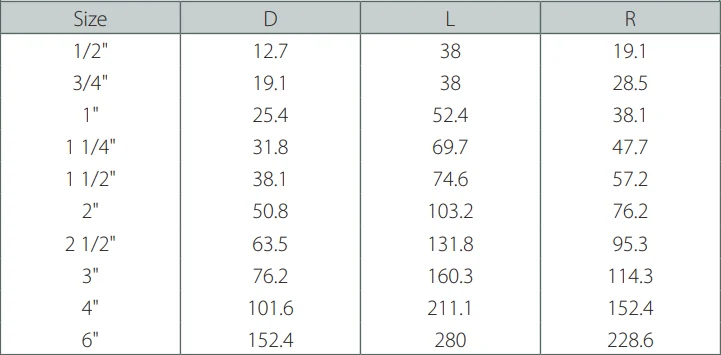 Size D L R
1/2" 12.7 38 19.1
3/4" 19.1 38 28.5
1" 25.4 52.4 38.1
1 1/4" 31.8 69.7 47.7
1 1/2" 38.1 74.6 57.2
2" 50.8 103.2 76.2
2 1/2" 63.5 131.8 95.3
3" 76.2 160.3 114.3
4" 101.6 211.1 152.4
6" 152.4 280 228.6